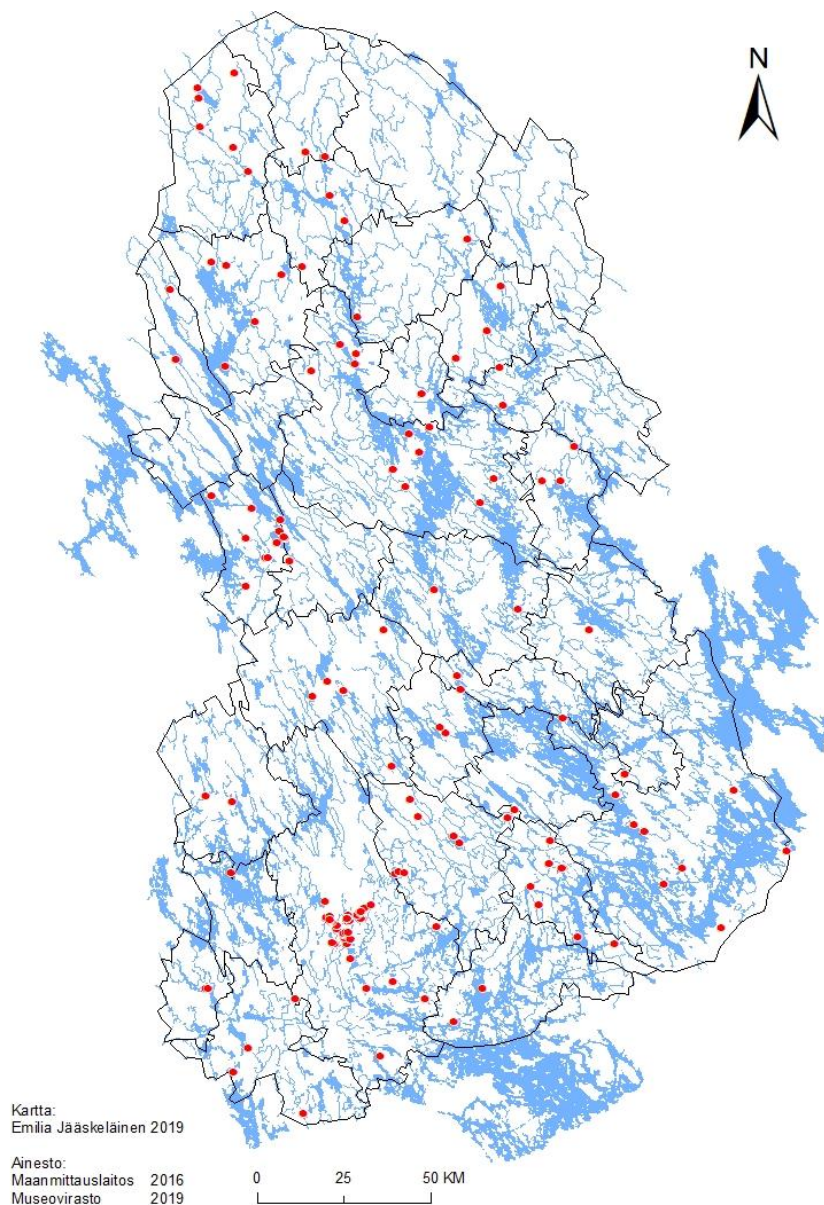 N
Kartta:
Emilia Jääskeläinen 2019
Ainesto:
Maanmittauslaitos 2016
Museovirasto 2019
0 25 50 KM